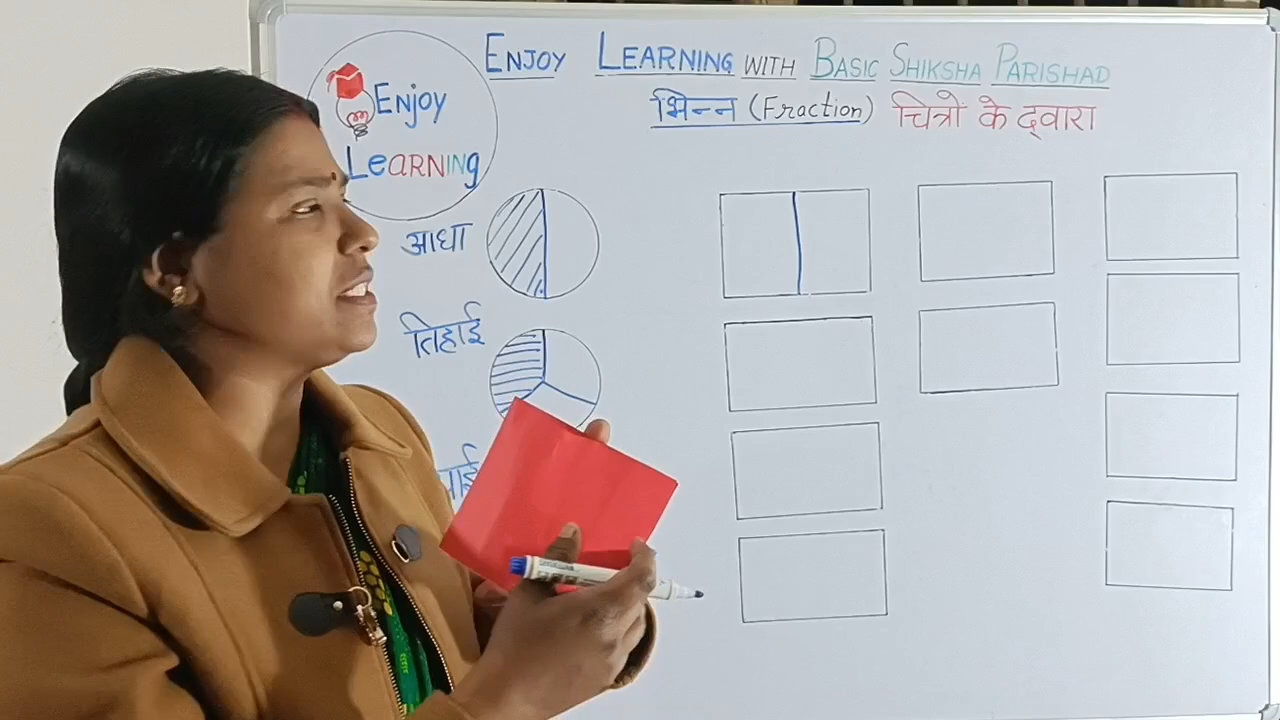 ENJOY LEARNING WITH BASIC SHIKSHA PARISHAD
भिन्न (Fraction) चित्रों के द्वारा
Enjoy
LeARNINg
आधा
तिहाई